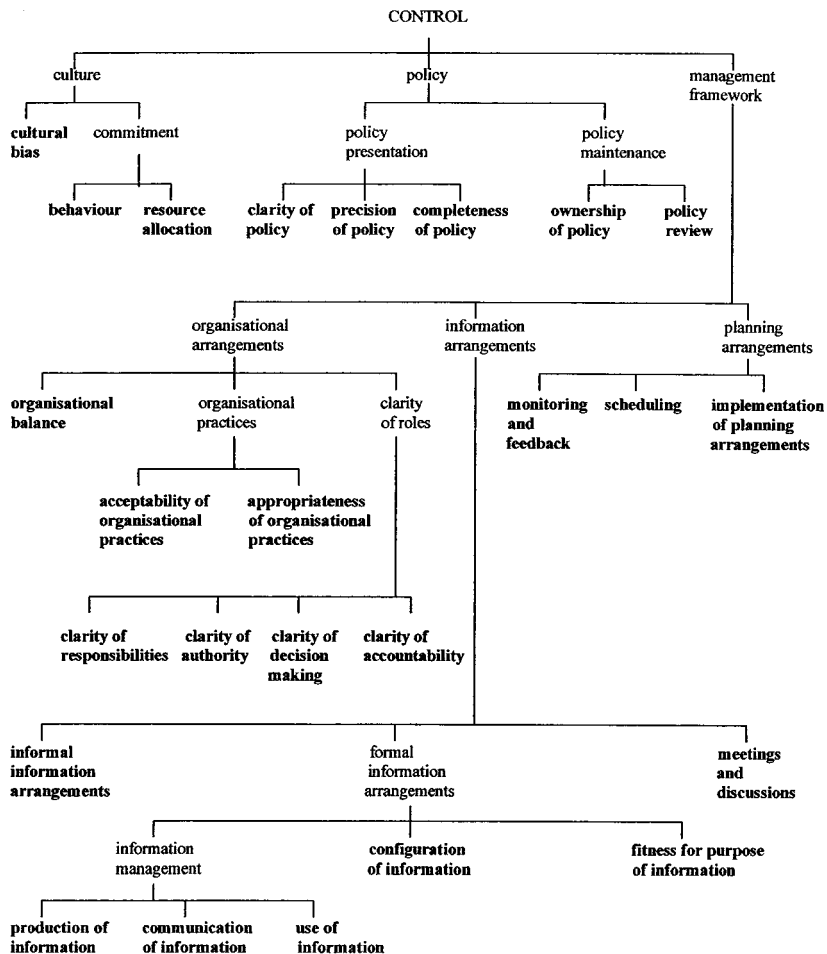 CONTROL
culture
policy
management
framework
cultural
bias
commitment
policy
presentation
policy
maintenance
behaviour
resource
allocation
clarity of
policy
precision
of policy
completeness
of policy
ownership
of policy
policy
review
organisational
arrangements
information
arrangements
planning
arrangements
organisational
balance
organisational
practices
clarity
of roles
monitoring
and
feedback
scheduling
implementation
of planning
arrangements
acceptability of
organisational
practices
appropriateness
of organisational
practices
clarity of
responsibilities
clarity of
authority
clarity of
decision
making
clarity of
accountability
informal
information
arrangements
formal
information
arrangements
meetings
and
discussions
information
management
configuration
of information
fitness for purpose
of information
production of
information
communication
of information
use of
information